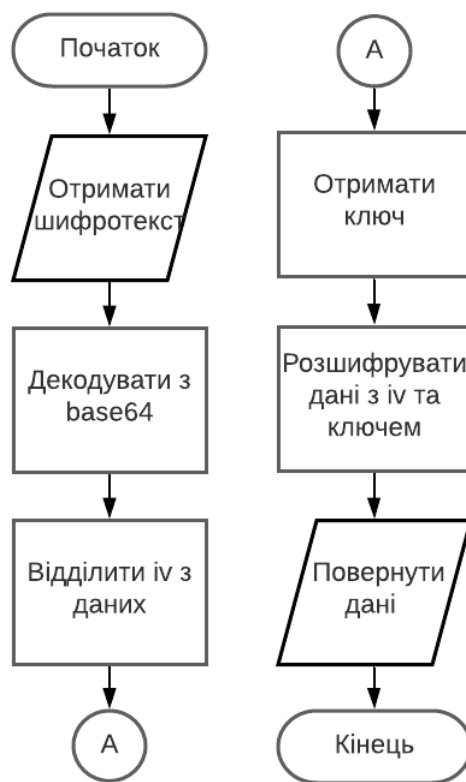 Початок
Отримати
шифротекст
Декодувати з
base64
Відділити iv з
даних
А
А
Отримати
ключ
Розшифрувати
дані з iv та
ключем
Повернути
дані
Кінець